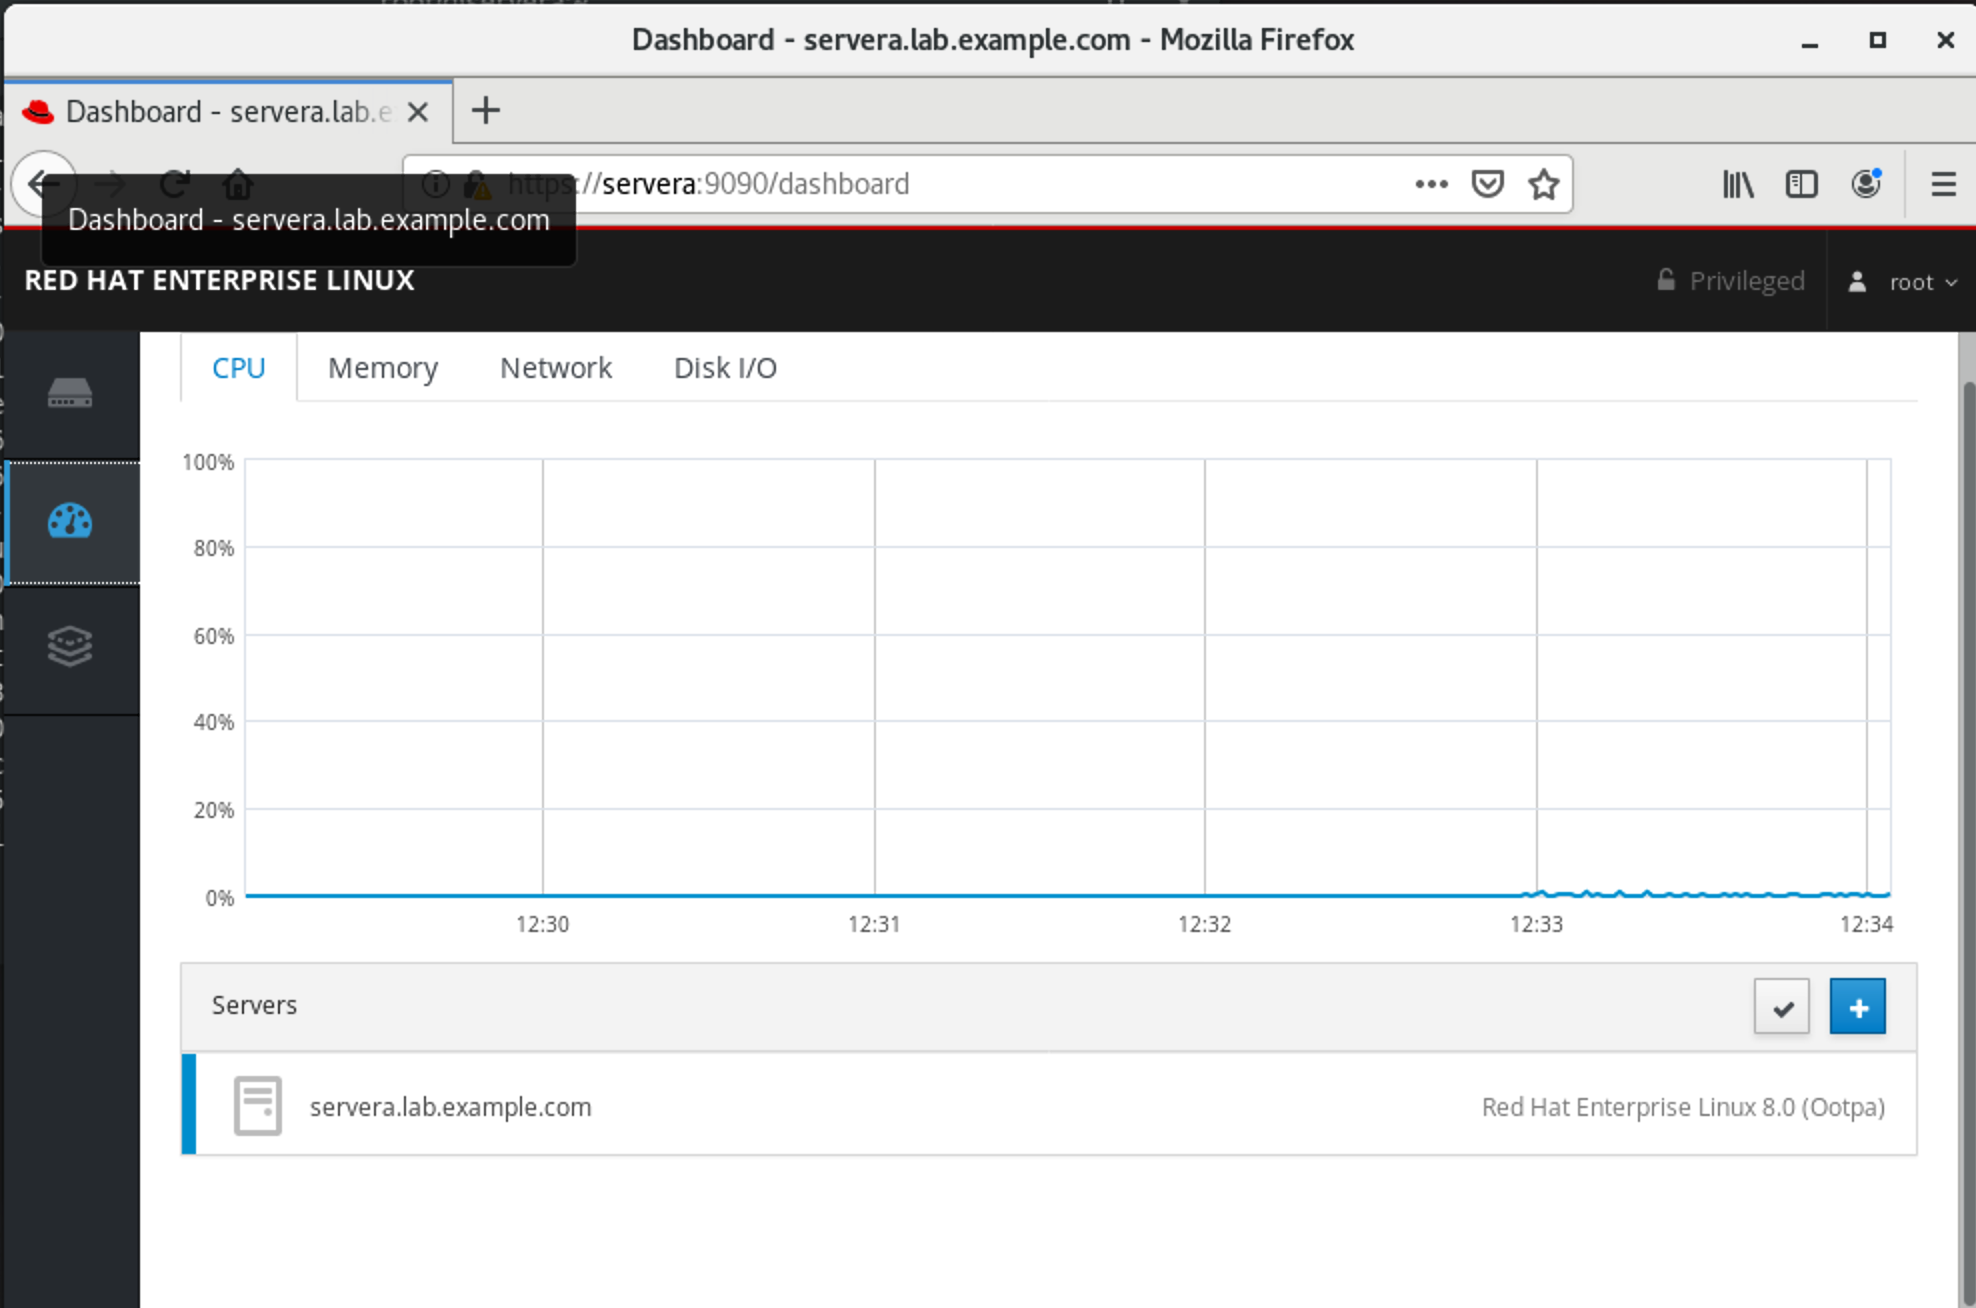 Dashboard - servera.lab.example.com - Mozilla Firefox
Dashboard - servera.lab.e
https://servera:9090/dashboard
Dashboard - servera.lab.example.com
RED HAT ENTERPRISE LINUX
Privileged
root
CPU Memory Network Disk I/O
100%
80%
60%
40%
20%
0%
12:30 12:31 12:32 12:33 12:34
Servers
servera.lab.example.com Red Hat Enterprise Linux 8.0 (Ootpa)